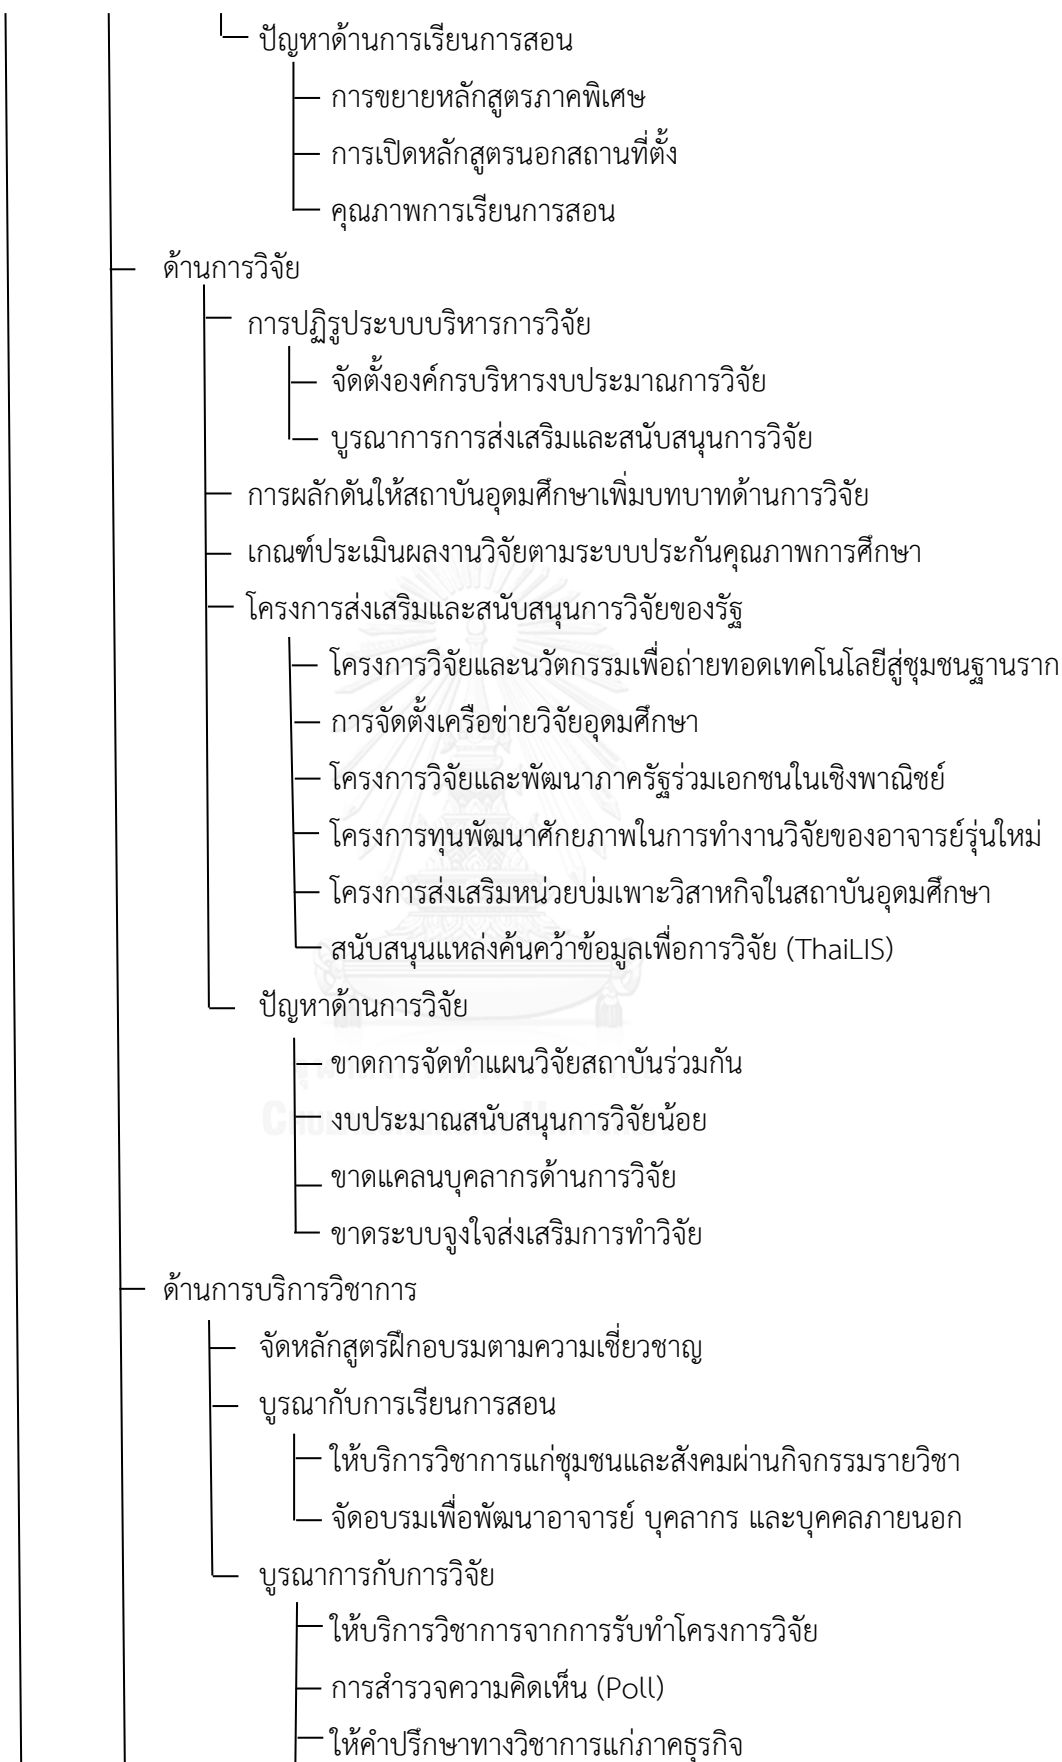 ปัญหาด้านการเรียนการสอน
การขยายหลักสูตรภาคพิเศษ
การเปิดหลักสูตรนอกสถานที่ตั้ง
คุณภาพการเรียนการสอน
ด้านการวิจัย
การปฏิรูประบบบริหารการวิจัย
จัดตั้งองค์กรบริหารงบประมาณการวิจัย
บูรณาการการส่งเสริมและสนับสนุนการวิจัย
การผลักดันให้สถาบันอุดมศึกษาเพิ่มบทบาทด้านการวิจัย
เกณฑ์ประเมินผลงานวิจัยตามระบบประกันคุณภาพการศึกษา
โครงการส่งเสริมและสนับสนุนการวิจัยของรัฐ
โครงการวิจัยและนวัตกรรมเพื่อถ่ายทอดเทคโนโลยีสู่ชุมชนฐานราก
การจัดตั้งเครือข่ายวิจัยอุดมศึกษา
โครงการวิจัยและพัฒนาภาครัฐร่วมเอกชนในเชิงพาณิชย์
โครงการทุนพัฒนาศักยภาพในการทำงานวิจัยของอาจารย์รุ่นใหม่
โครงการส่งเสริมหน่วยบ่มเพาะวิสาหกิจในสถาบันอุดมศึกษา
สนับสนุนแหล่งค้นคว้าข้อมูลเพื่อการวิจัย (ThaiLIS)
ปัญหาด้านการวิจัย
ขาดการจัดทำแผนวิจัยสถาบันร่วมกัน
งบประมาณสนับสนุนการวิจัยน้อย
ขาดแคลนบุคลากรด้านการวิจัย
ขาดระบบจูงใจส่งเสริมการทำวิจัย
ด้านการบริการวิชาการ
จัดหลักสูตรฝึกอบรมตามความเชี่ยวชาญ
บูรณากับการเรียนการสอน
ให้บริการวิชาการแก่ชุมชนและสังคมผ่านกิจกรรมรายวิชา
จัดอบรมเพื่อพัฒนาอาจารย์ บุคลากร และบุคคลภายนอก
บูรณาการกับการวิจัย
ให้บริการวิชาการจากการรับทำโครงการวิจัย
การสำรวจความคิดเห็น (Poll)
ให้คำปรึกษาทางวิชาการแก่ภาคธุรกิจ